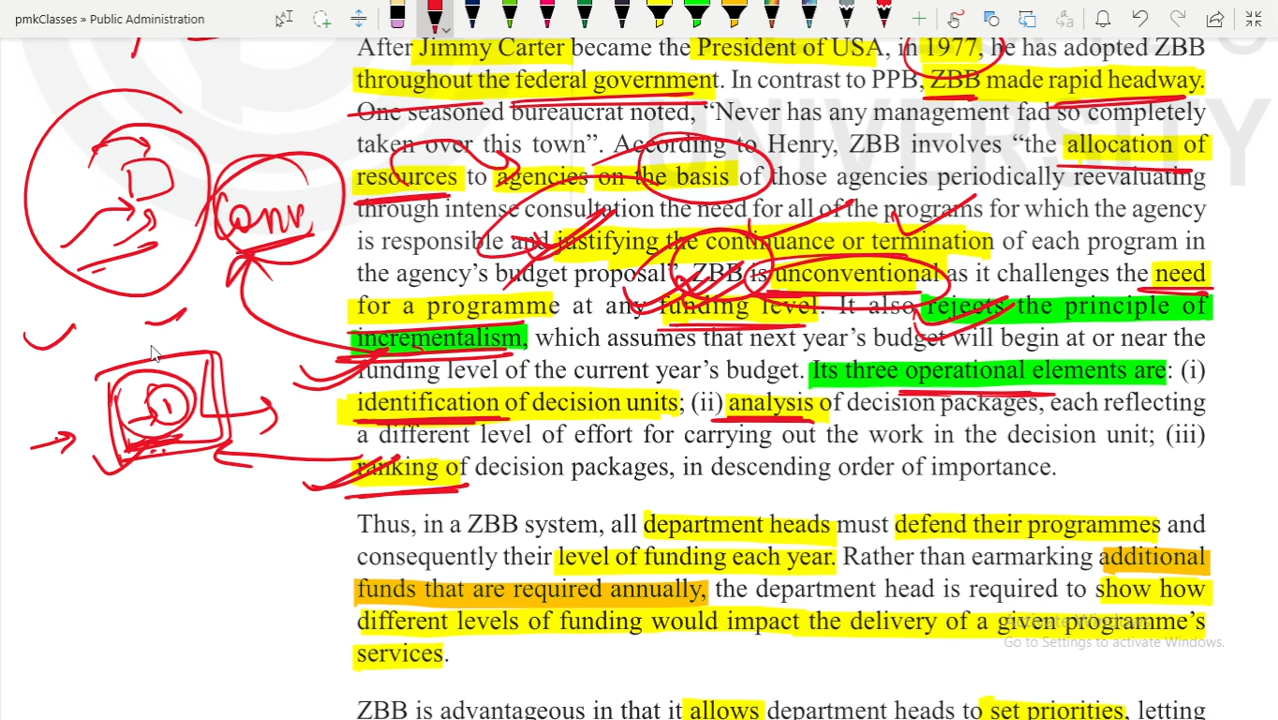 pmkClasses » Public Administration
After Jimmy Carter became the President of USA, in 1977, he has adopted ZBB
throughout the federal government. In contrast to PPB, ZBB made rapid headway.
One seasoned bureaucrat noted, “Never has any management fad so completely
taken over this town”. According to Henry, ZBB involves “the allocation of
resources to agencies on the basis of those agencies periodically reevaluating
through intense consultation the need for all of the programs for which the agency
is responsible and justifying the continuance or termination of each program in
the agency’s budget proposal”. ZBB is unconventional as it challenges the need
for a programme at any funding level. It also rejects the principle of
incrementalism, which assumes that next year’s budget will begin at or near the
funding level of the current year’s budget. Its three operational elements are: (i)
identification of decision units; (ii) analysis of decision packages, each reflecting
a different level of effort for carrying out the work in the decision unit; (iii)
ranking of decision packages, in descending order of importance.
Thus, in a ZBB system, all department heads must defend their programmes and
consequently their level of funding each year. Rather than earmarking additional
funds that are required annually, the department head is required to show how
different levels of funding would impact the delivery of a given programme’s
services.
ZBB is advantageous in that it allows department heads to set priorities, letting
UNIVERSITY
D
Conv
Activate Windows
Go to Settings to activate Windows.